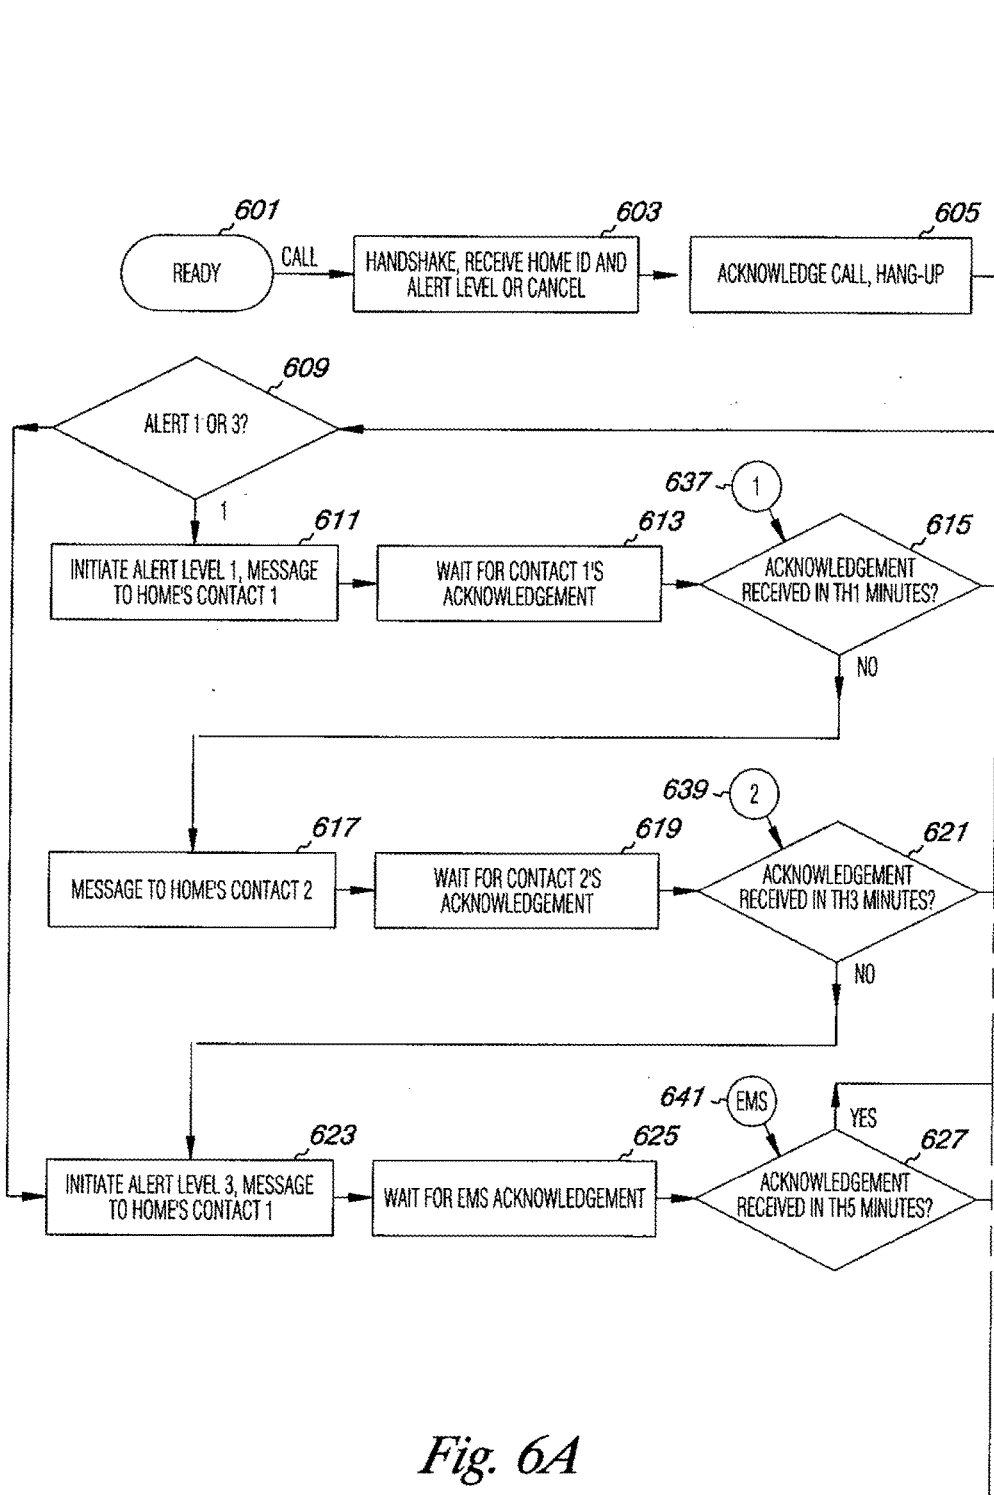 601
603
605
READY
CALL
HANDSHAKE, RECEIVE HOME ID AND
ALERT LEVEL OR CANCEL
ACKNOWLEDGE CALL, HANG-UP
609
ALERT 1 OR 3?
1
637
1
611
613
615
INITIATE ALERT LEVEL 1, MESSAGE
TO HOME'S CONTACT 1
WAIT FOR CONTACT 1'S
ACKNOWLEDGEMENT
ACKNOWLEDGEMENT
RECEIVED IN TH1 MINUTES?
NO
639
2
617
619
621
MESSAGE TO HOME'S CONTACT 2
WAIT FOR CONTACT 2'S
ACKNOWLEDGEMENT
ACKNOWLEDGEMENT
RECEIVED IN TH3 MINUTES?
NO
641
EMS
YES
623
625
627
INITIATE ALERT LEVEL 3, MESSAGE
TO HOME'S CONTACT 1
WAIT FOR EMS ACKNOWLEDGEMENT
ACKNOWLEDGEMENT
RECEIVED IN TH5 MINUTES?
Fig. 6A